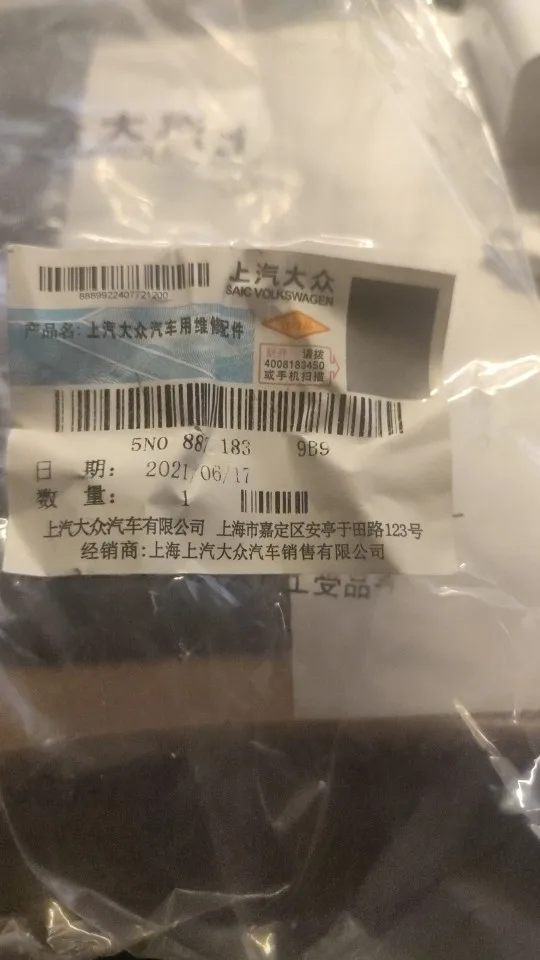 8889922407721200
上汽大众
SAIC VOLKSWAGEN
产品名: 上汽大众汽车用维修配件
请拨
4008183450
或手机扫描
5N0 887 183 9B9
日 期: 2021/06/17
数 量: 1
上汽大众汽车有限公司 上海市嘉定区安亭于田路123号
经销商:上海上汽大众汽车销售有限公司